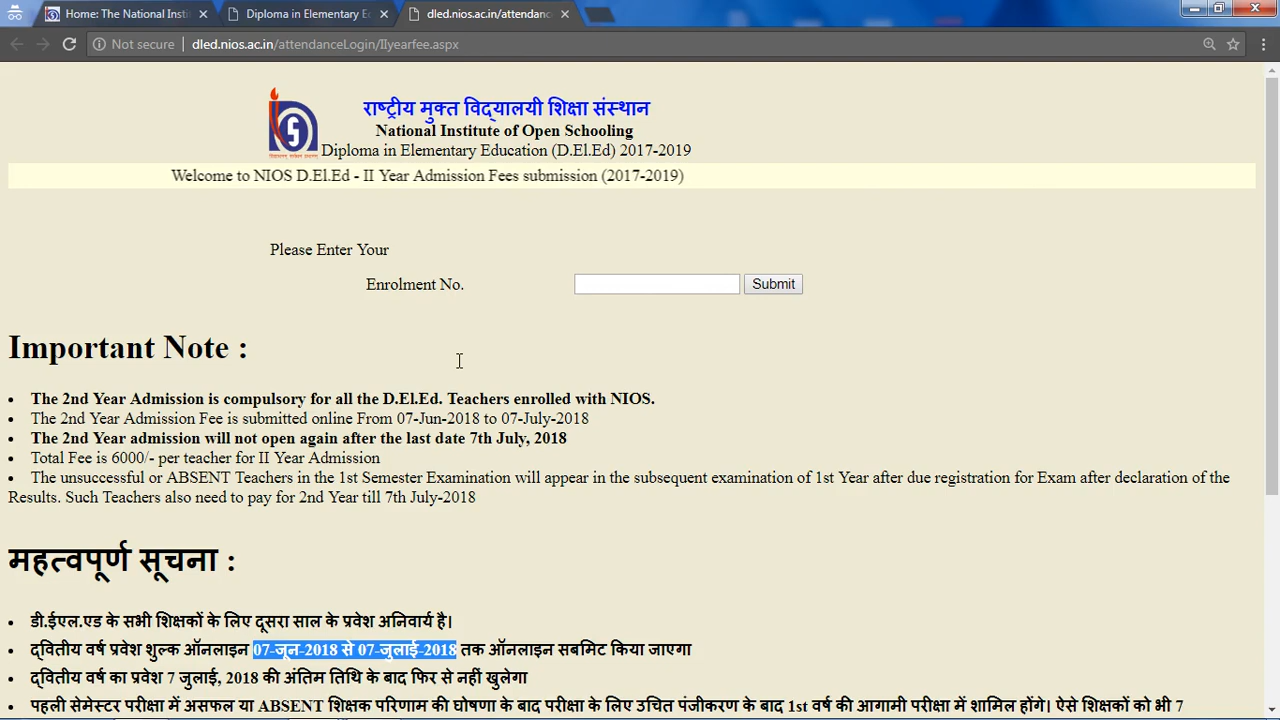 Home: The National Insti
Diploma in Elementary Ec
dled.nios.ac.in/attendanc
Not secure | dled.nios.ac.in/attendanceLogin/IIyearfee.aspx
राष्ट्रीय मुक्त विद्यालयी शिक्षा संस्थान
National Institute of Open Schooling
Diploma in Elementary Education (D.El.Ed) 2017-2019
Welcome to NIOS D.El.Ed - II Year Admission Fees submission (2017-2019)
Please Enter Your
Enrolment No. Submit
Important Note :
• The 2nd Year Admission is compulsory for all the D.El.Ed. Teachers enrolled with NIOS.
• The 2nd Year Admission Fee is submitted online From 07-Jun-2018 to 07-July-2018
• The 2nd Year admission will not open again after the last date 7th July, 2018
• Total Fee is 6000/- per teacher for II Year Admission
• The unsuccessful or ABSENT Teachers in the 1st Semester Examination will appear in the subsequent examination of 1st Year after due registration for Exam after declaration of the
Results. Such Teachers also need to pay for 2nd Year till 7th July-2018
महत्वपूर्ण सूचना :
• डी.ईएल.एड के सभी शिक्षकों के लिए दूसरा साल के प्रवेश अनिवार्य है।
• द्वितीय वर्ष प्रवेश शुल्क ऑनलाइन 07-जून-2018 से 07-जुलाई-2018 तक ऑनलाइन सबमिट किया जाएगा
• द्वितीय वर्ष का प्रवेश 7 जुलाई, 2018 की अंतिम तिथि के बाद फिर से नहीं खुलेगा
• पहली सेमेस्टर परीक्षा में असफल या ABSENT शिक्षक परिणाम की घोषणा के बाद परीक्षा के लिए उचित पंजीकरण के बाद 1st वर्ष की आगामी परीक्षा में शामिल होंगे। ऐसे शिक्षकों को भी 7